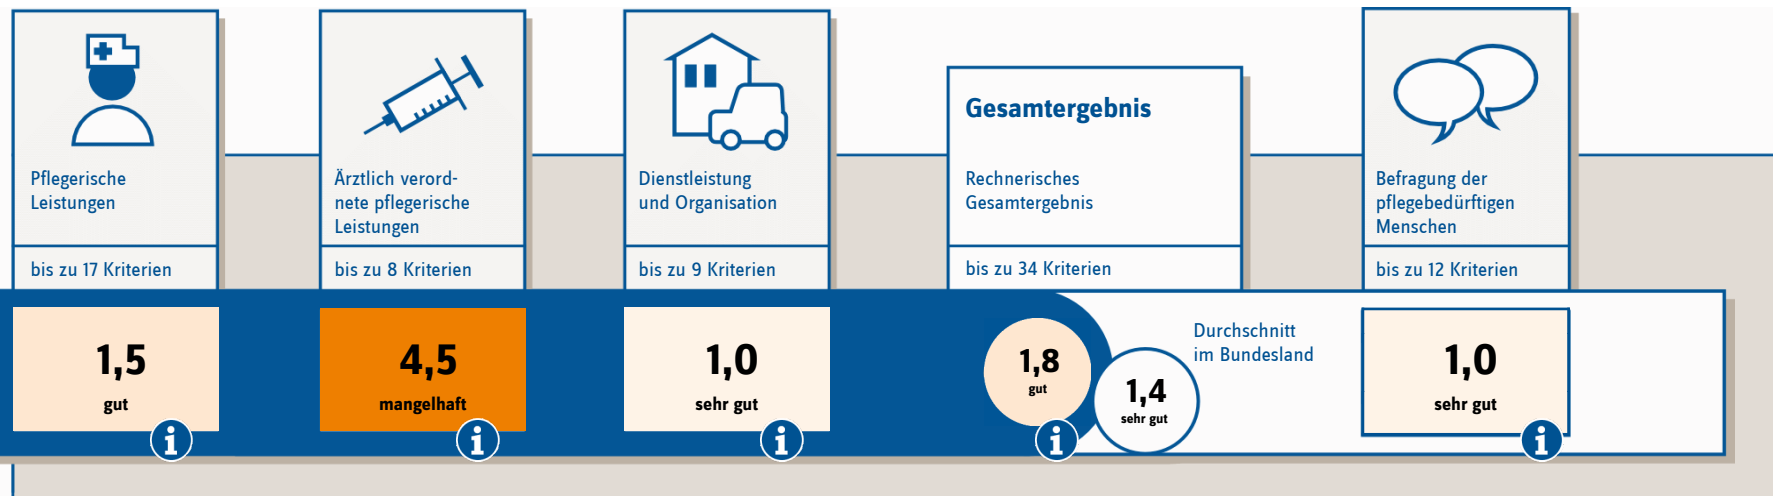 Pflegerische
Leistungen
bis zu 17 Kriterien
1,5
gut
i
Ärztlich verord-
nete pflegerische
Leistungen
bis zu 8 Kriterien
4,5
mangelhaft
i
Dienstleistung
und Organisation
bis zu 9 Kriterien
1,0
sehr gut
i
Gesamtergebnis
Rechnerisches
Gesamtergebnis
bis zu 34 Kriterien
1,8
gut
i
1,4
sehr gut
Durchschnitt
im Bundesland
Befragung der
pflegebedürftigen
Menschen
bis zu 12 Kriterien
1,0
sehr gut
i